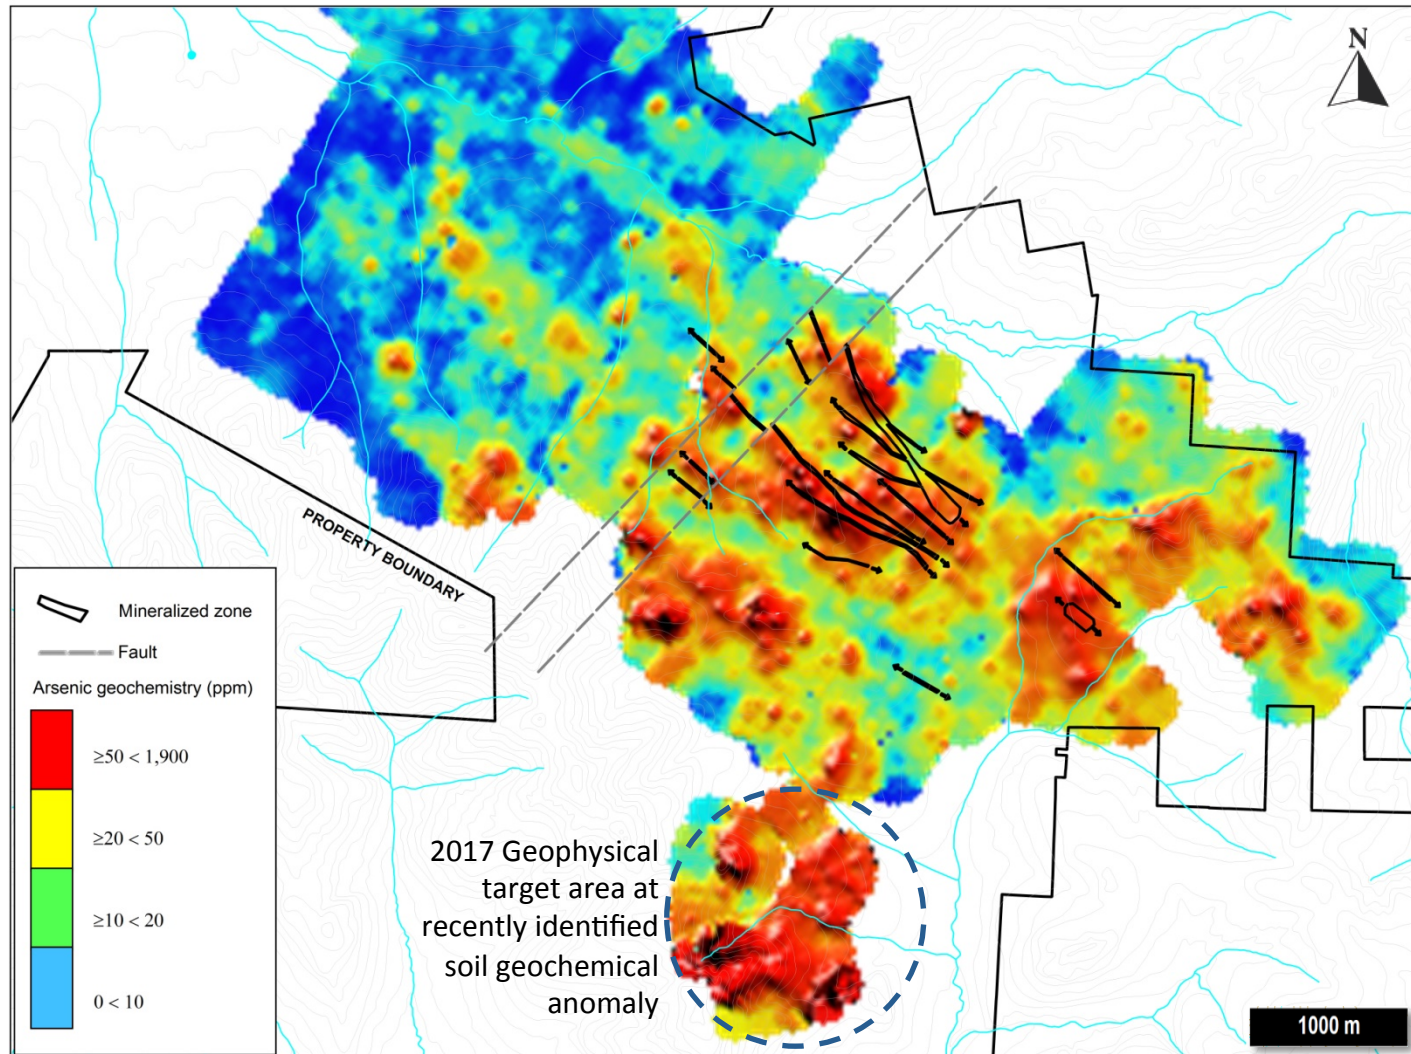 N
PROPERTY BOUNDARY
Mineralized zone
Fault
Arsenic geochemistry (ppm)
≥50 < 1,900
≥20 < 50
≥10 < 20
0 < 10
2017 Geophysical
target area at
recently identified
soil geochemical
anomaly
1000 m